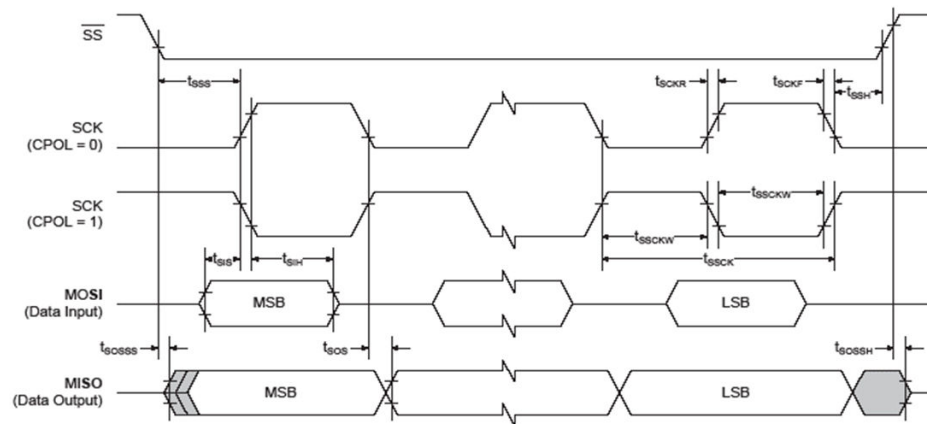 SS
tSSS
tSCKR
tSCKF
tSSH
SCK
(CPOL = 0)
SCK
(CPOL = 1)
tSSCKW
tSSCKW
tSSCK
tSIS
tSIH
MOSI
(Data Input)
MSB
LSB
tSOSSS
tSOS
tSOSSH
MISO
(Data Output)
MSB
LSB